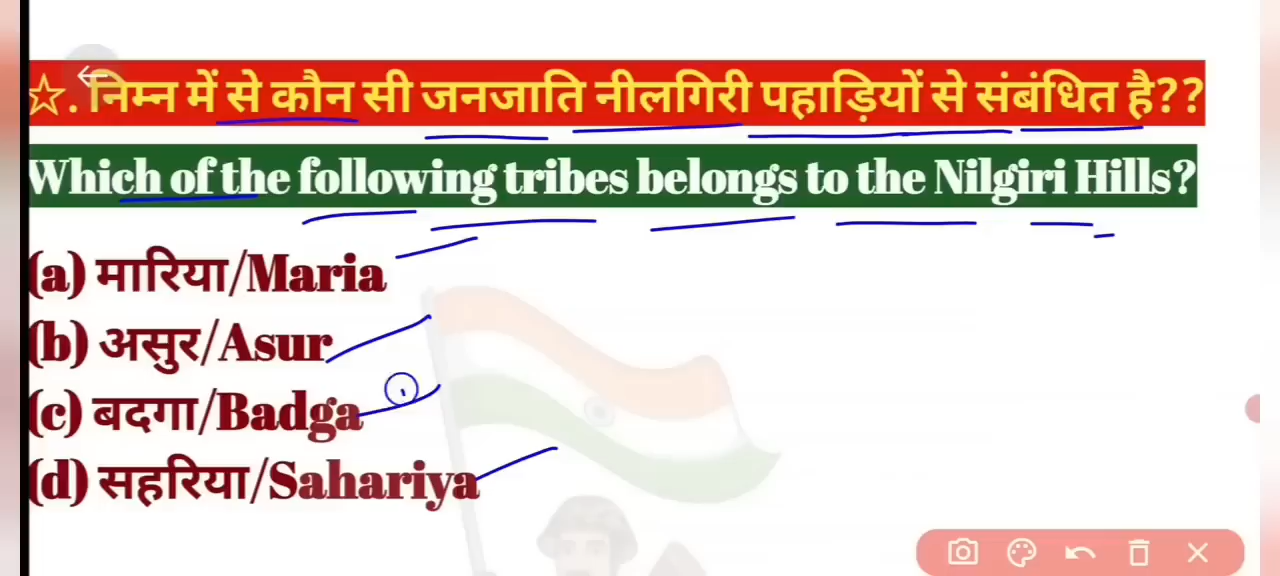 ☆. निम्न में से कौन सी जनजाति नीलगिरी पहाड़ियों से संबंधित है??
Which of the following tribes belongs to the Nilgiri Hills?
(a) मारिया/Maria
(b) असुर/Asur
(c) बदगा/Badga
(d) सहरिया/Sahariya